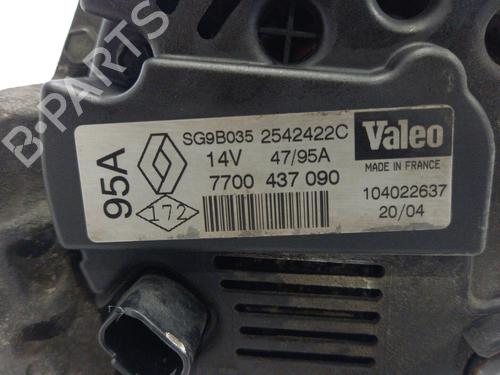 95A
SG9B035 2542422C
14V 47/95A
7700 437 090
172
Valeo
MADE IN FRANCE
104022637
20/04
B-PARTS